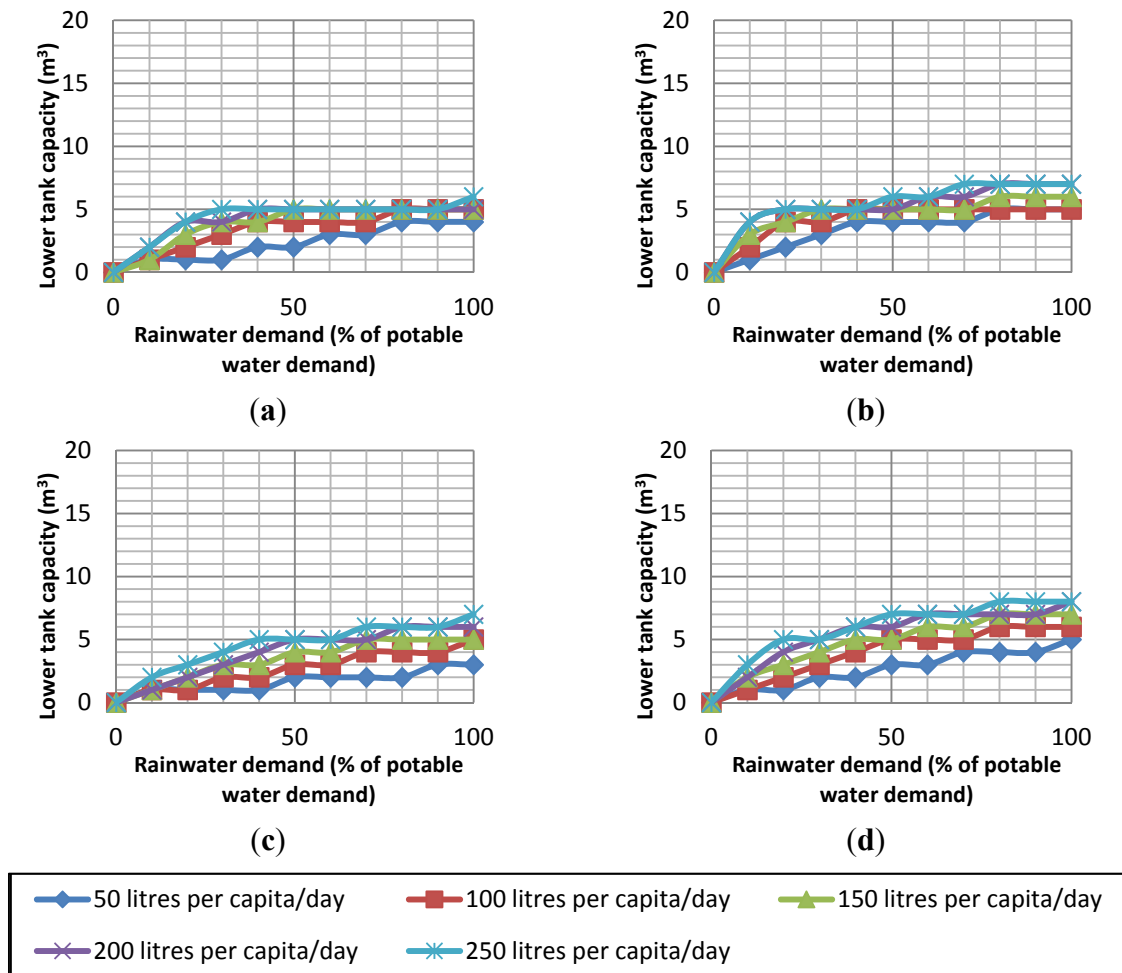 Lower tank capacity (m³)
20
15
10
5
0
0 50 100
Rainwater demand (% of potable
water demand)
(a)
Lower tank capacity (m³)
20
15
10
5
0
0 50 100
Rainwater demand (% of potable
water demand)
(b)
Lower tank capacity (m³)
20
15
10
5
0
0 50 100
Rainwater demand (% of potable
water demand)
(c)
Lower tank capacity (m³)
20
15
10
5
0
0 50 100
Rainwater demand (% of potable
water demand)
(d)
50 litres per capita/day 100 litres per capita/day 150 litres per capita/day
200 litres per capita/day 250 litres per capita/day